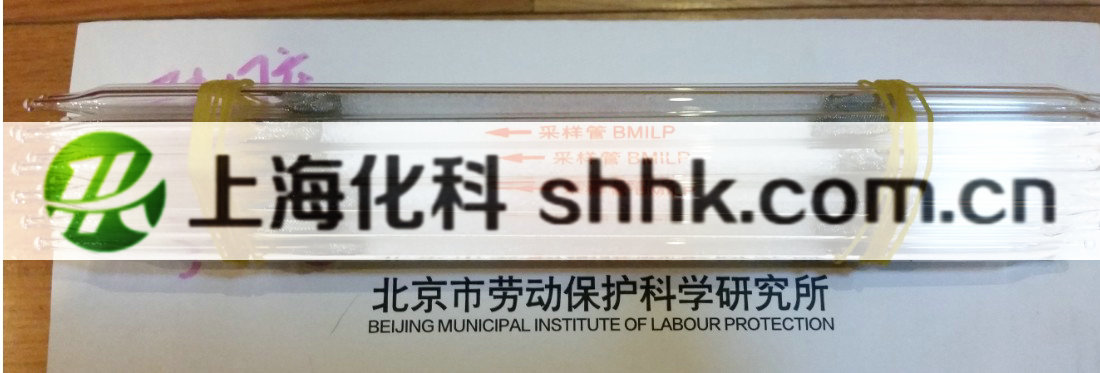 采样管 BMILP
采样管 BMILP
上海化科 shhk.com.cn
北京市劳动保护科学研究所
BEIJING MUNICIPAL INSTITUTE OF LABOUR PROTECTION